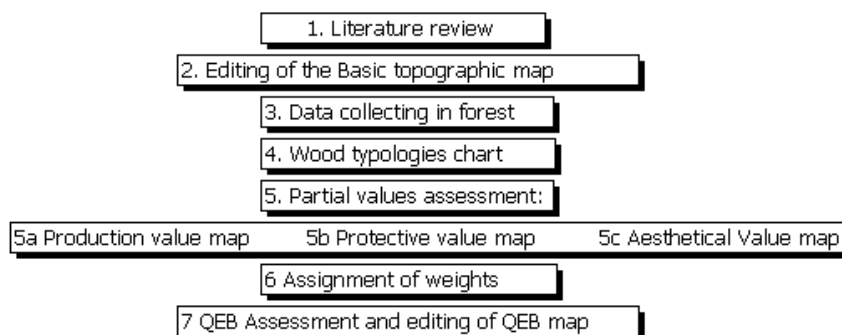 1. Literature review
2. Editing of the Basic topographic map
3. Data collecting in forest
4. Wood typologies chart
5. Partial values assessment:
5a Production value map 5b Protective value map 5c Aesthetical Value map
6 Assignment of weights
7 QEB Assessment and editing of QEB map